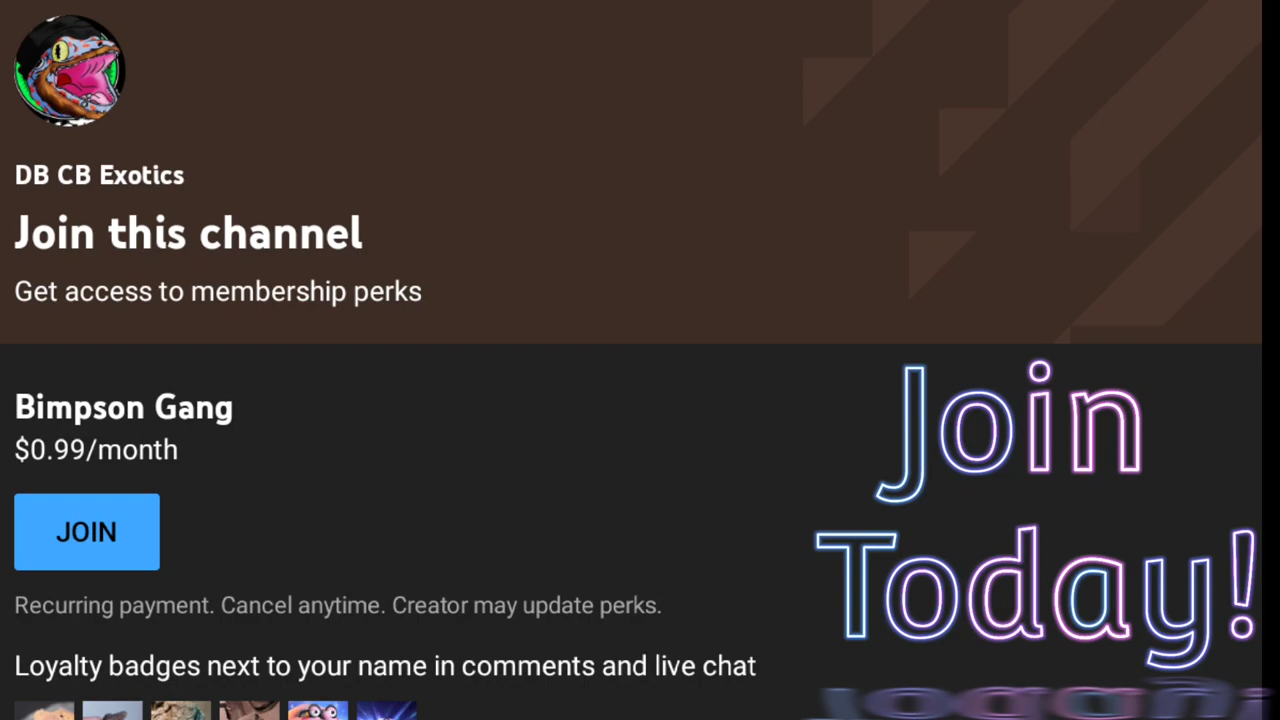 DB CB Exotics
Join this channel
Get access to membership perks
Bimpson Gang
$0.99/month
JOIN
Recurring payment. Cancel anytime. Creator may update perks.
Loyalty badges next to your name in comments and live chat
Join
Today!